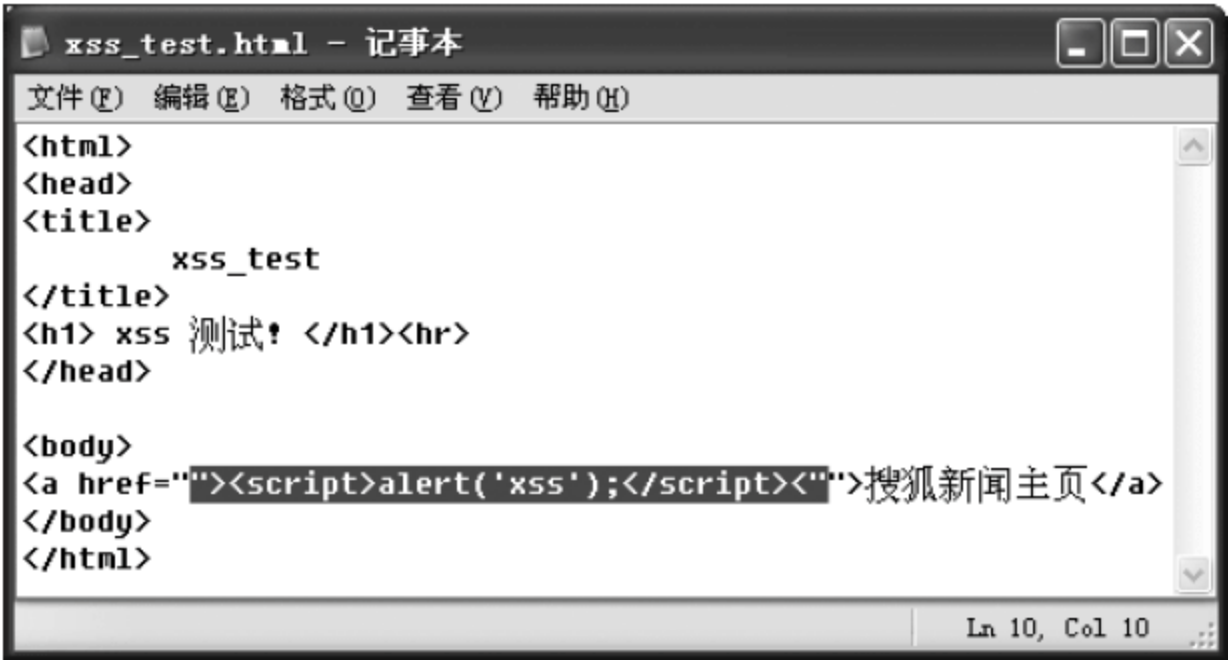 xss_test.html - 记事本
文件(F) 编辑(E) 格式(O) 查看(V) 帮助(H)
<html>
<head>
<title>
        xss_test
</title>
<h1> xss 测试! </h1><hr>
</head>

<body>
<a href=""><script>alert('xss');</script><"">搜狐新闻主页</a>
</body>
</html>
Ln 10, Col 10